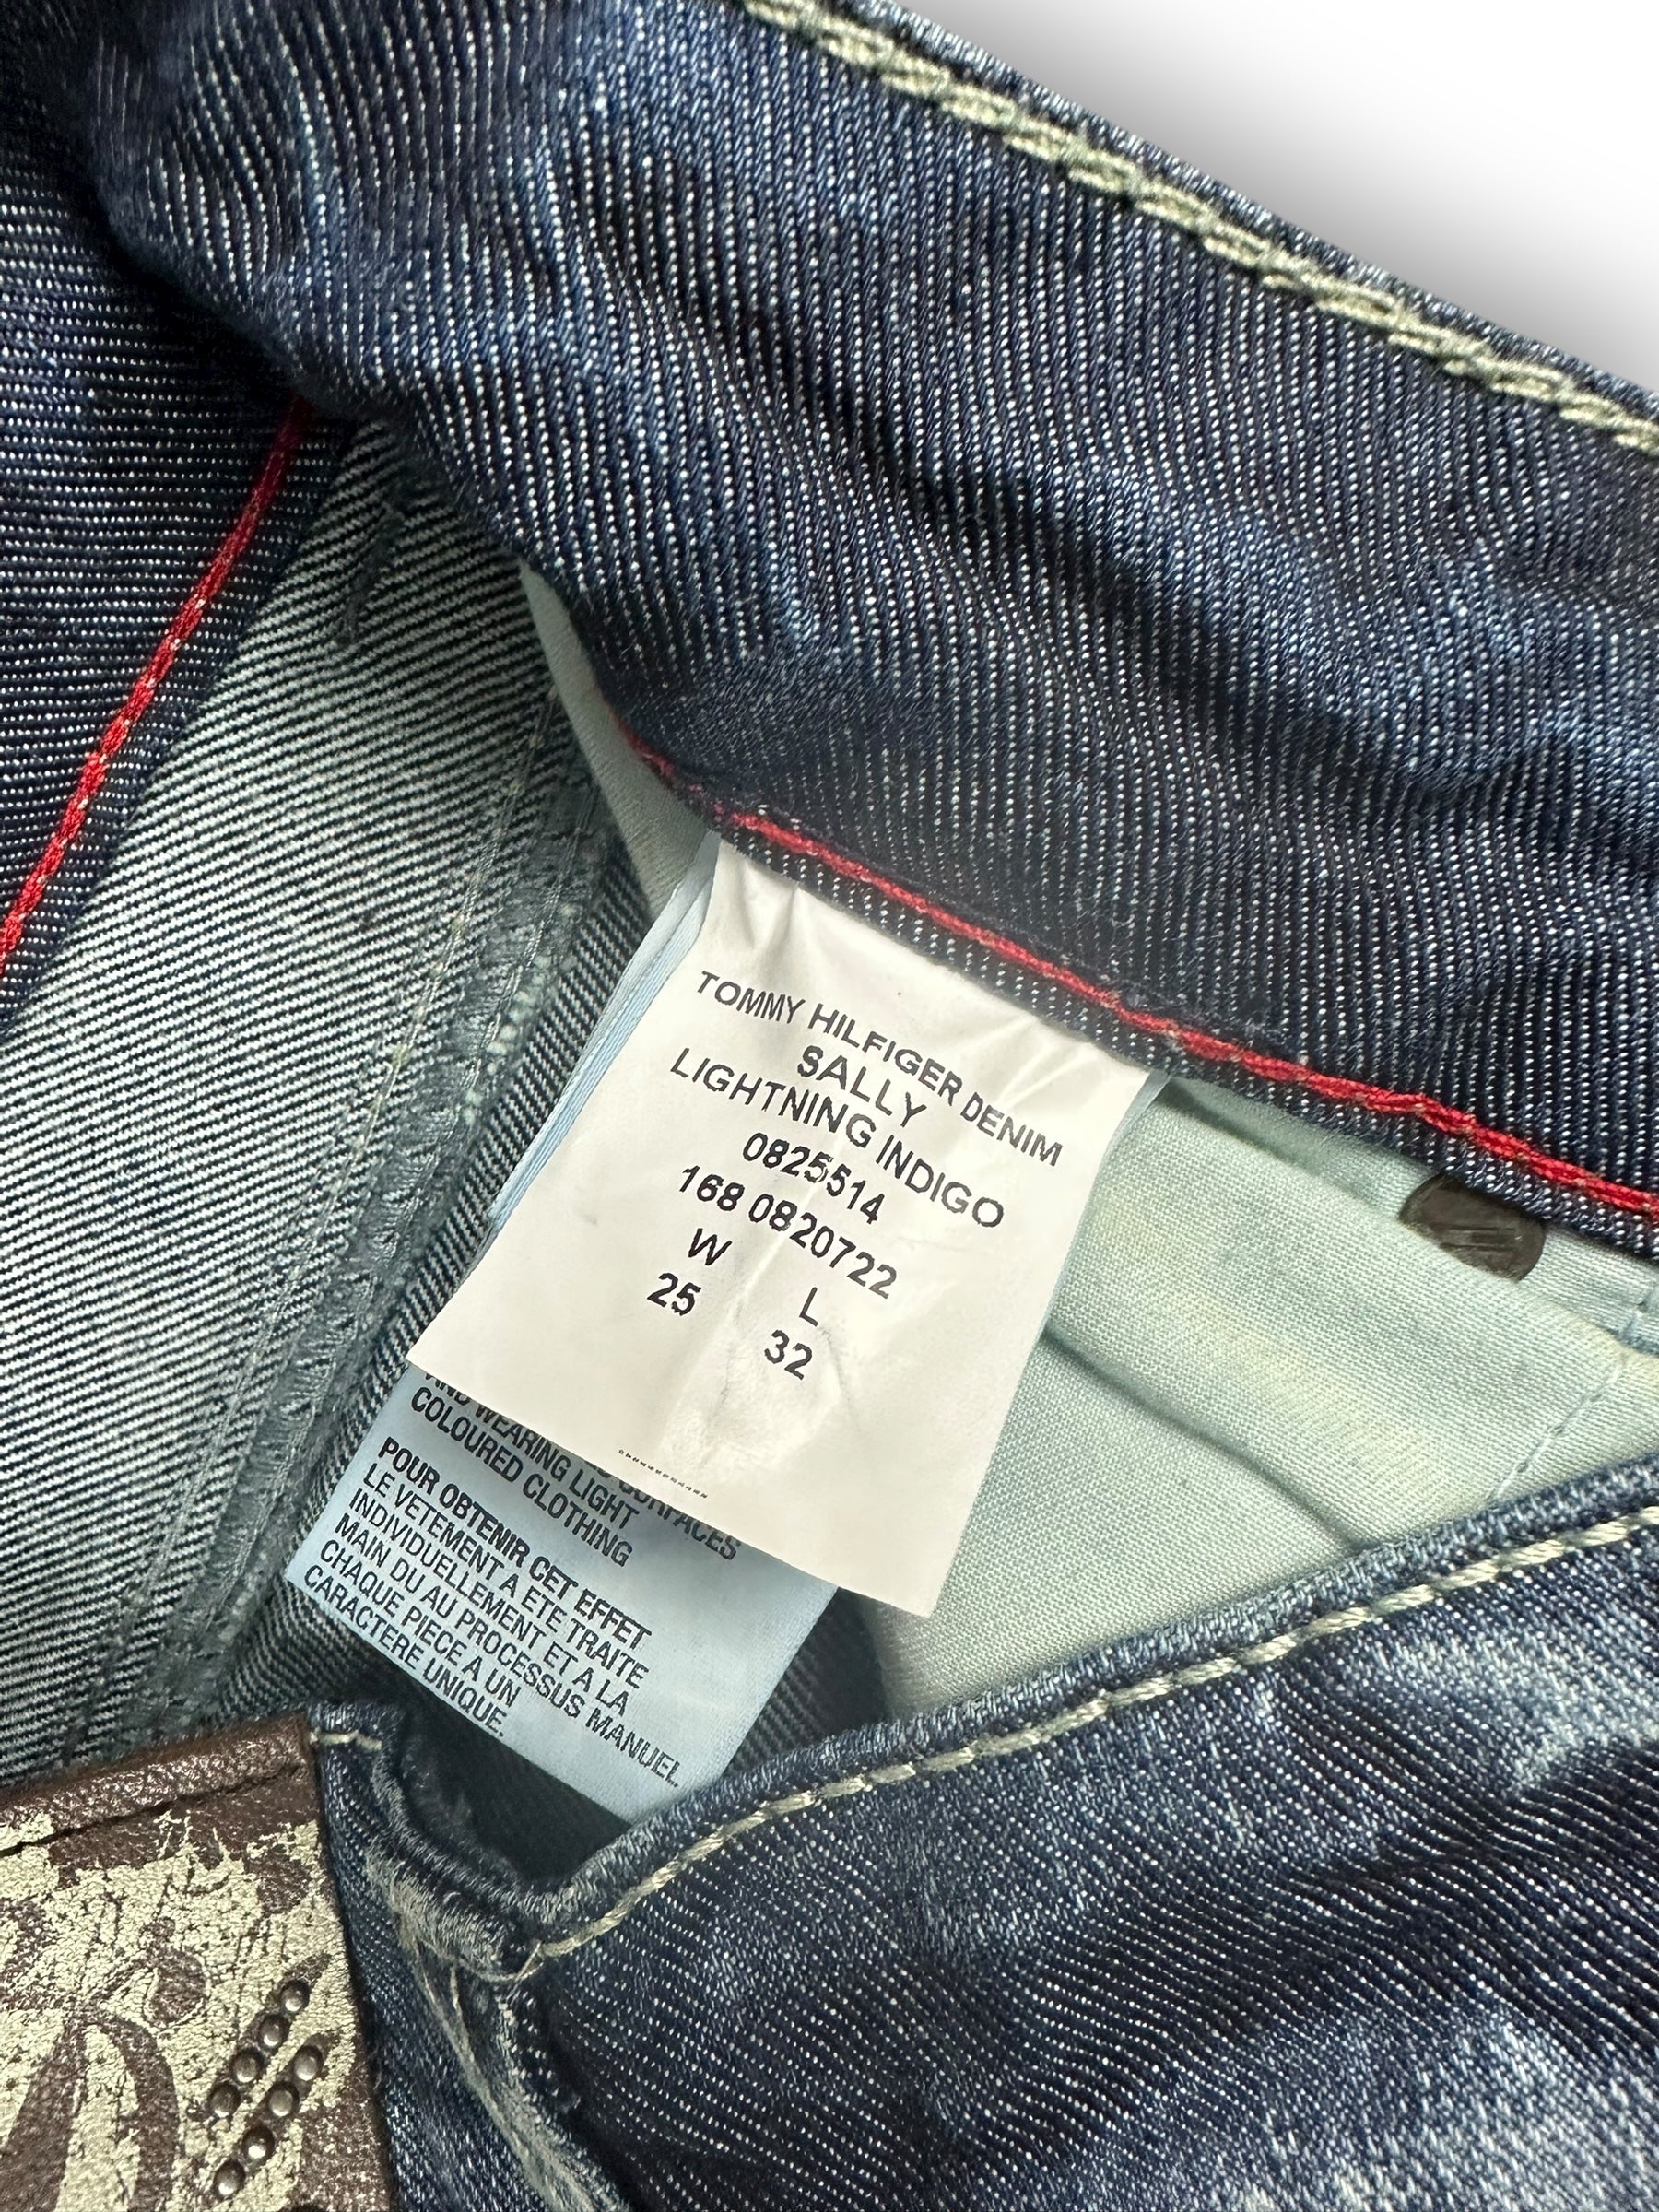 TOMMY HILFIGER DENIM
SALLY
LIGHTNING INDIGO
0825514
168 0820722
W L
25 32
AND WEARING LIGHT
COLOURED CLOTHING
SURFACES
POUR OBTENIR CET EFFET
LE VETEMENT A ETE TRAITE
INDIVIDUELLEMENT ET A LA
MAIN DU AU PROCESSUS MANUEL
CHAQUE PIECE A UN
CARACTERE UNIQUE.